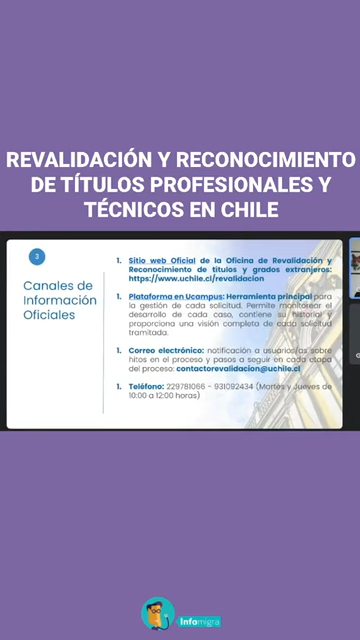 REVALIDACIÓN Y RECONOCIMIENTO
DE TÍTULOS PROFESIONALES Y
TÉCNICOS EN CHILE
3
Canales de
Información
Oficiales
1. Sitio web Oficial de la Oficina de Revalidación y
Reconocimiento de títulos y grados extranjeros:
https://www.uchile.cl/revalidacion
1. Plataforma en Ucampus: Herramienta principal para
la gestión de cada solicitud. Permite monitorear el
desarrollo de cada caso, contiene su historial y
proporciona una visión completa de cada solicitud
tramitada.
1. Correo electrónico: notificación a usuarios/as sobre
hitos en el proceso y pasos a seguir en cada etapa
del proceso: contactorevalidacion@uchile.cl
1. Teléfono: 229781066 - 931092434 (Martes y Jueves de
10:00 a 12:00 horas)
Infomigra